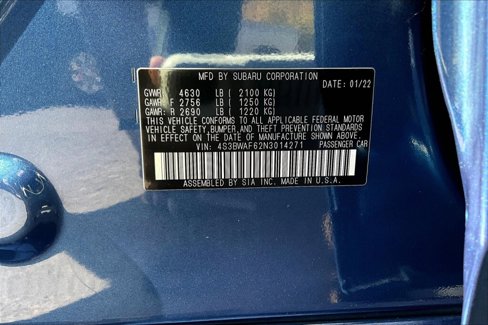 MFD BY SUBARU CORPORATION
DATE: 01/22
GVWR: 4630 LB ( 2100 KG)
GAWR: F 2756 LB ( 1250 KG)
GAWR: R 2690 LB ( 1220 KG)
THIS VEHICLE CONFORMS TO ALL APPLICABLE FEDERAL MOTOR
VEHICLE SAFETY,BUMPER,AND THEFT PREVENTION STANDARDS
IN EFFECT ON THE DATE OF MANUFACTURE SHOWN ABOVE.
VIN: 4S3BWAF62N3014271 PASSENGER CAR
ASSEMBLED BY SIA INC. MADE IN U.S.A.